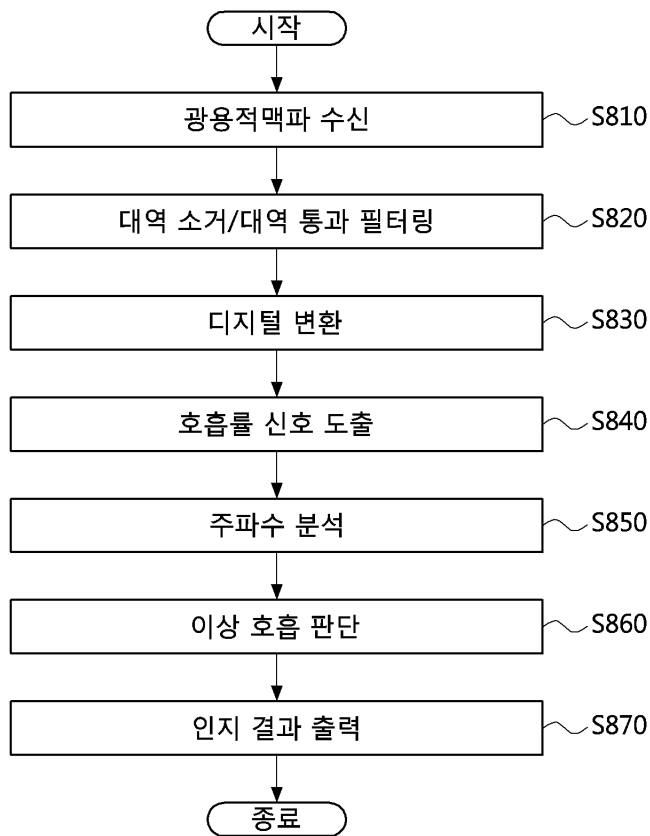 시작
광용적맥파 수신
S810
대역 소거/대역 통과 필터링
S820
디지털 변환
S830
호흡률 신호 도출
S840
주파수 분석
S850
이상 호흡 판단
S860
인지 결과 출력
S870
종료